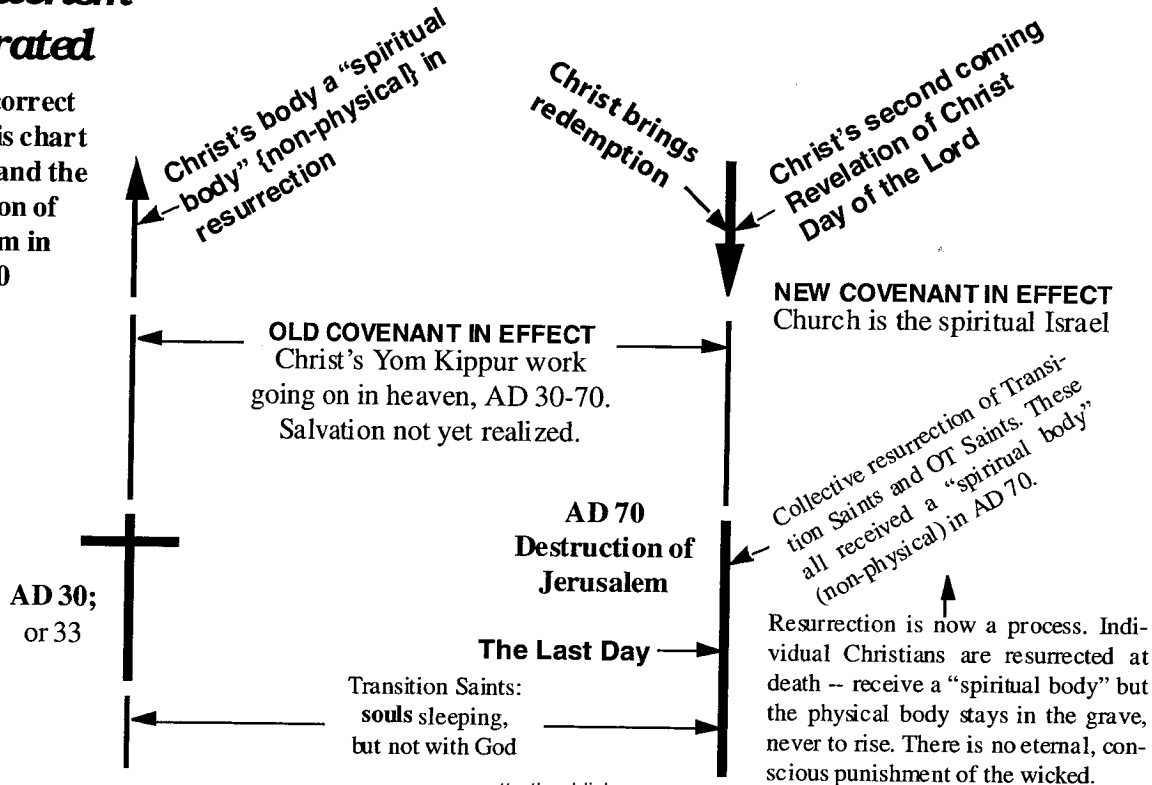 rated
correct
is chart
and the
on of
m in
0
Christ's body a "spiritual
body" {non-physical} in
resurrection
Christ brings
redemption
Christ's second coming
Revelation of Christ
Day of the Lord
OLD COVENANT IN EFFECT
Christ's Yom Kippur work
going on in heaven, AD 30-70.
Salvation not yet realized.
NEW COVENANT IN EFFECT
Church is the spiritual Israel
Collective resurrection of Transi-
tion Saints and OT Saints. These
all received a "spirirual body"
(non-physical) in AD 70.
AD 70
Destruction of
Jerusalem
AD 30;
or 33
The Last Day
Transition Saints:
souls sleeping,
but not with God
Resurrection is now a process. Indi-
vidual Christians are resurrected at
death -- receive a "spiritual body" but
the physical body stays in the grave,
never to rise. There is no eternal, con-
scious punishment of the wicked.